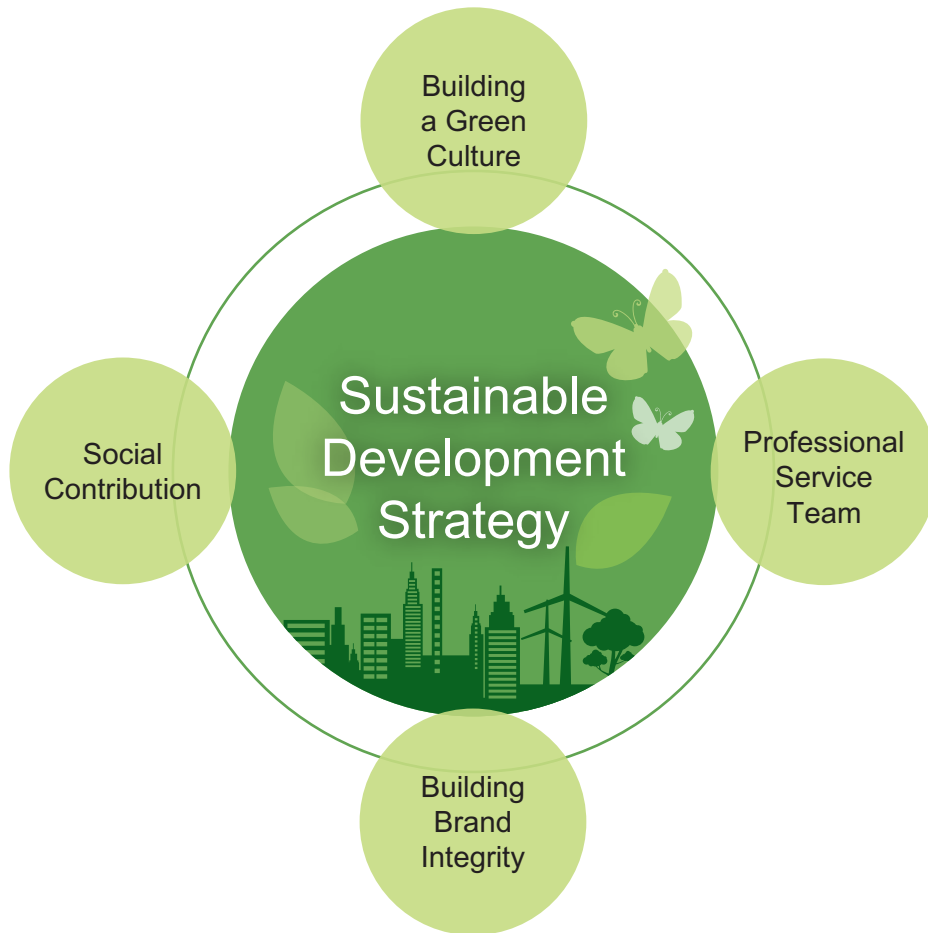 Building
a Green
Culture
Sustainable
Development
Strategy
Social
Contribution
Professional
Service
Team
Building
Brand
Integrity